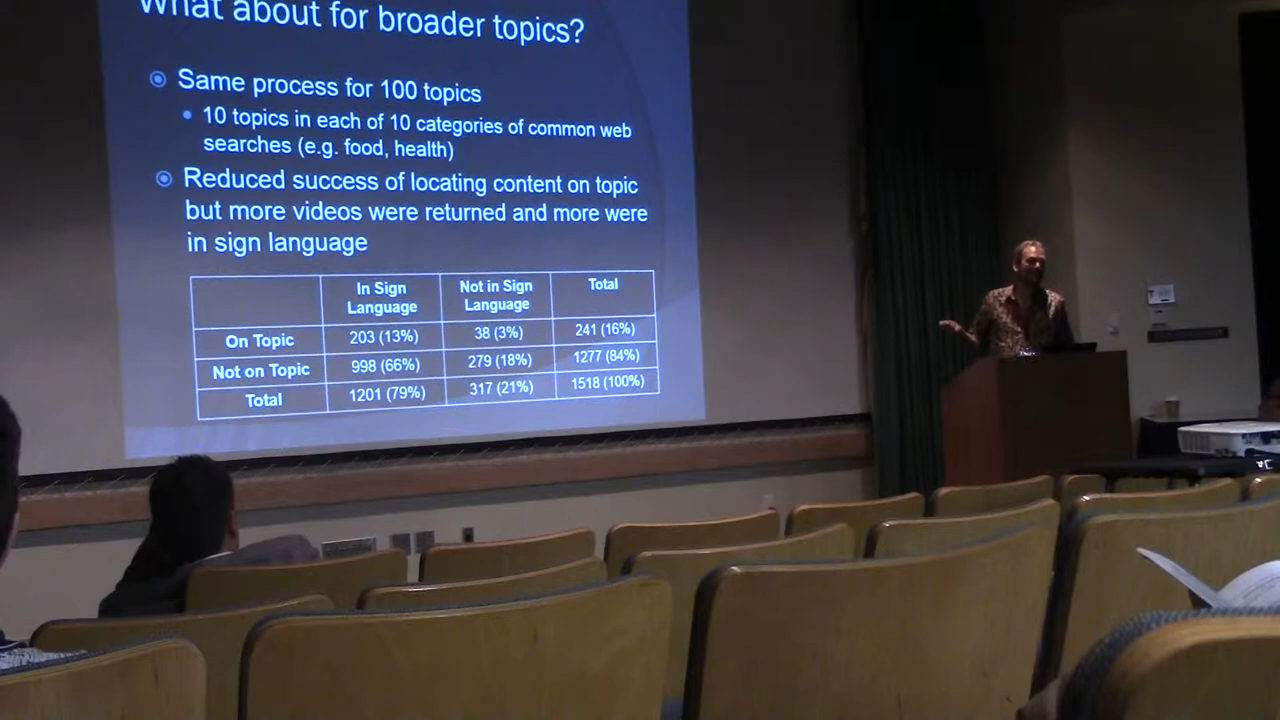 What about for broader topics?
Same process for 100 topics
10 topics in each of 10 categories of common web
searches (e.g. food, health)
Reduced success of locating content on topic
but more videos were returned and more were
in sign language
In Sign Language Not in Sign Language Total
On Topic 203 (13%) 38 (3%) 241 (16%)
Not on Topic 998 (66%) 279 (18%) 1277 (84%)
Total 1201 (79%) 317 (21%) 1518 (100%)